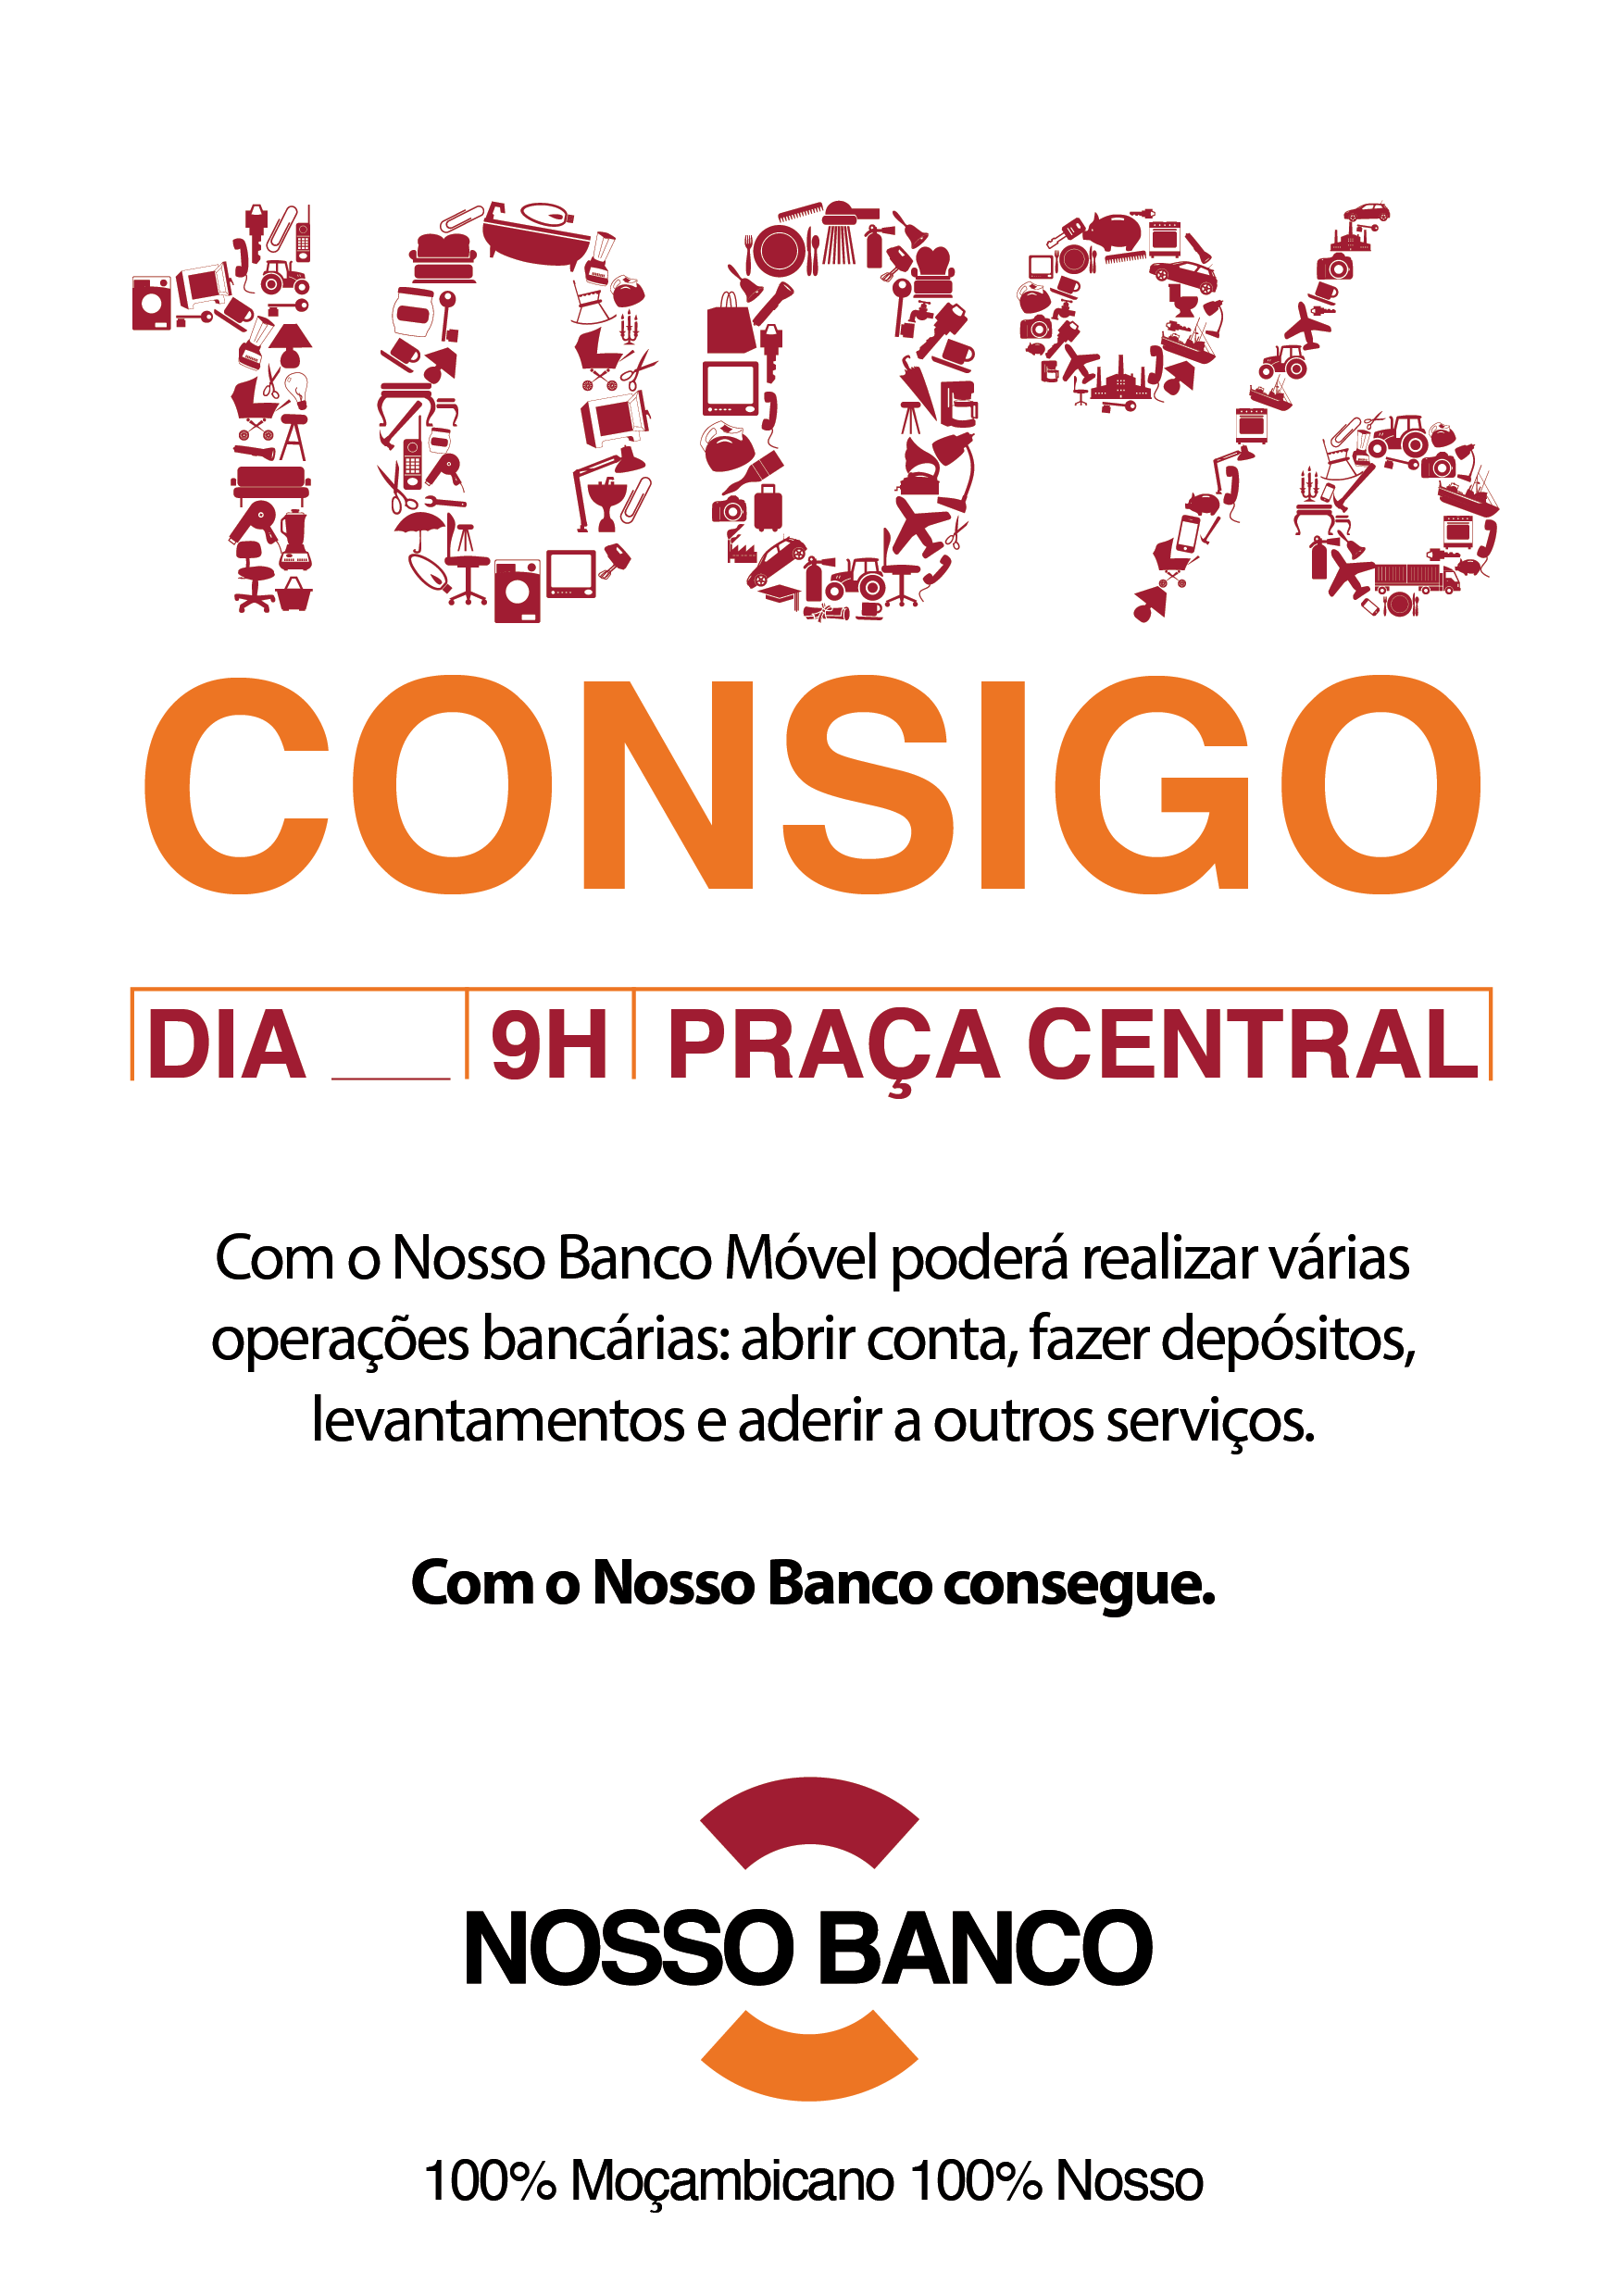 100%
CONSIGO
DIA ____ 9H PRAÇA CENTRAL
Com o Nosso Banco Móvel poderá realizar várias
operações bancárias: abrir conta, fazer depósitos,
levantamentos e aderir a outros serviços.
Com o Nosso Banco consegue.
NOSSO BANCO
100% Moçambicano 100% Nosso